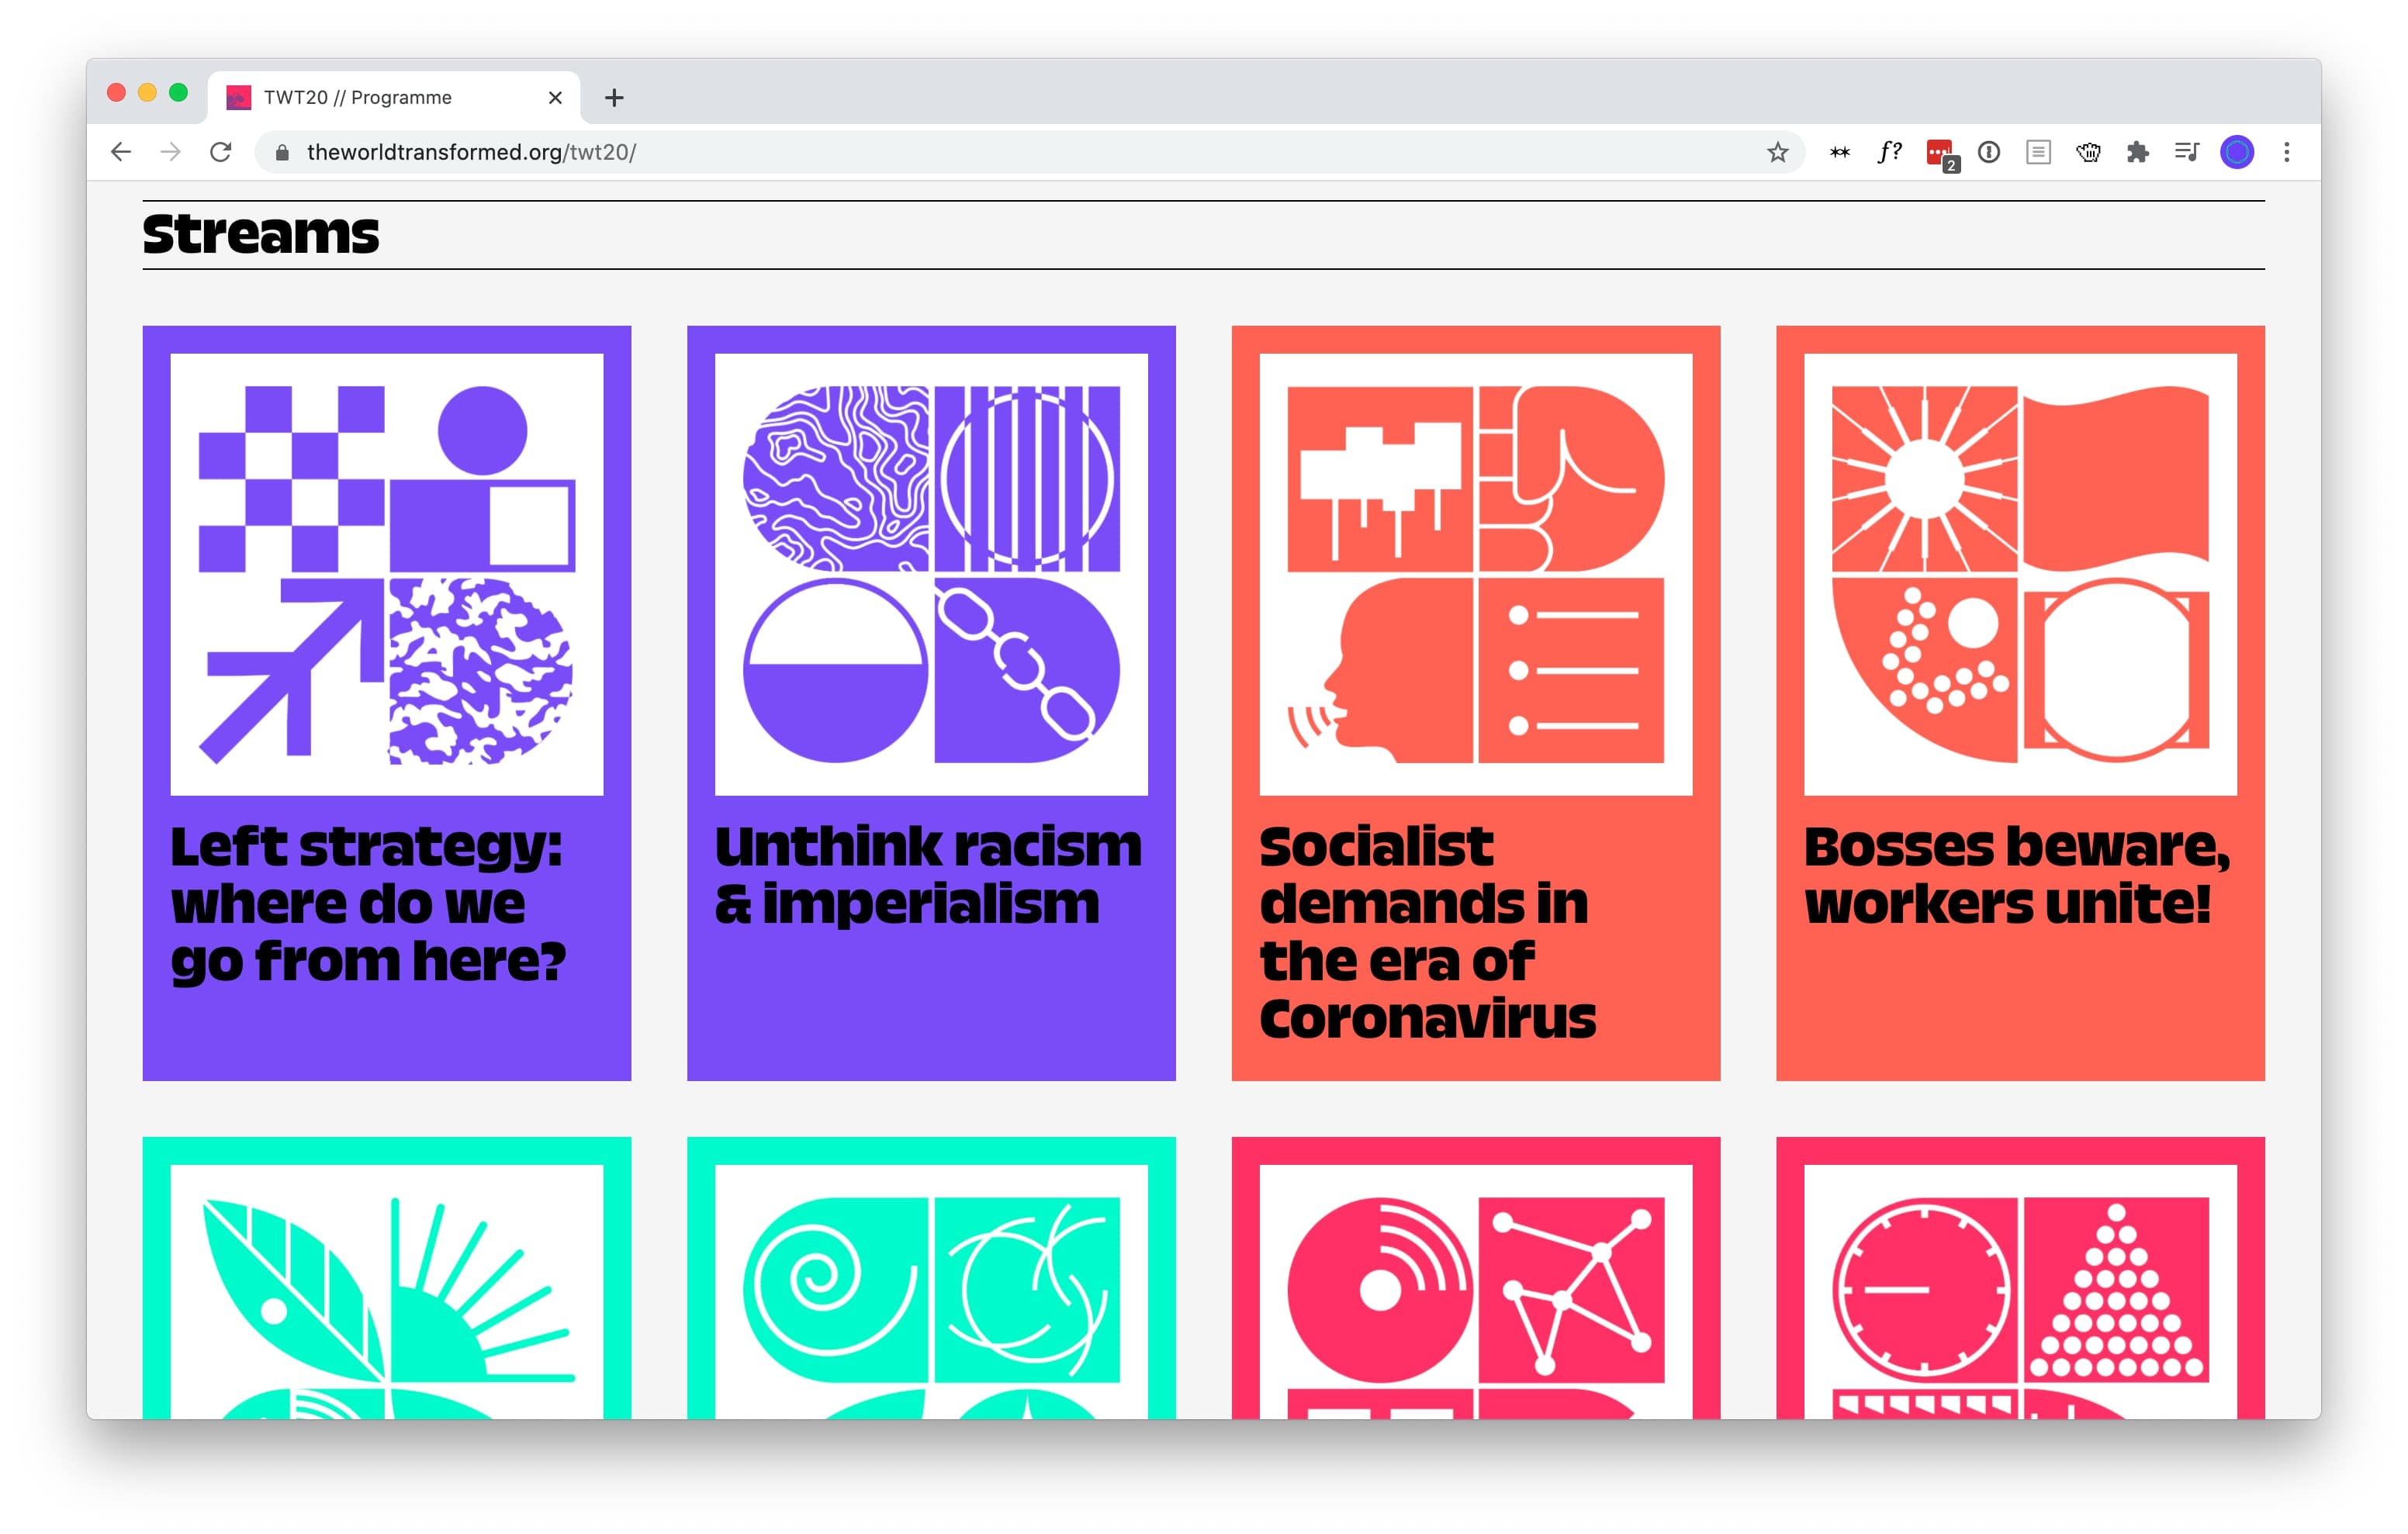 TWT20 // Programme
theworldtransformed.org/twt20/
f?
2
Streams
Left strategy:
where do we
go from here?
Unthink racism
& imperialism
Socialist
demands in
the era of
Coronavirus
Bosses beware,
workers unite!